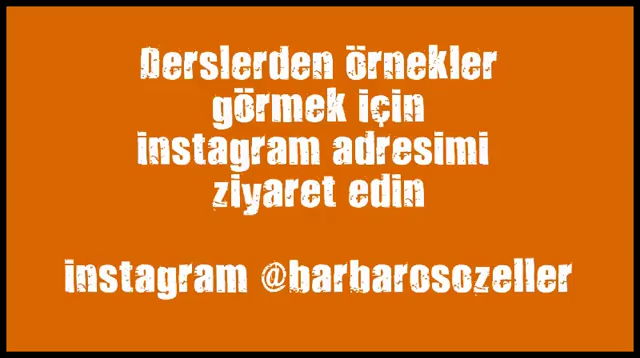 Derslerden örnekler
görmek için
instagram adresimi
ziyaret edin
instagram @barbarosozeller